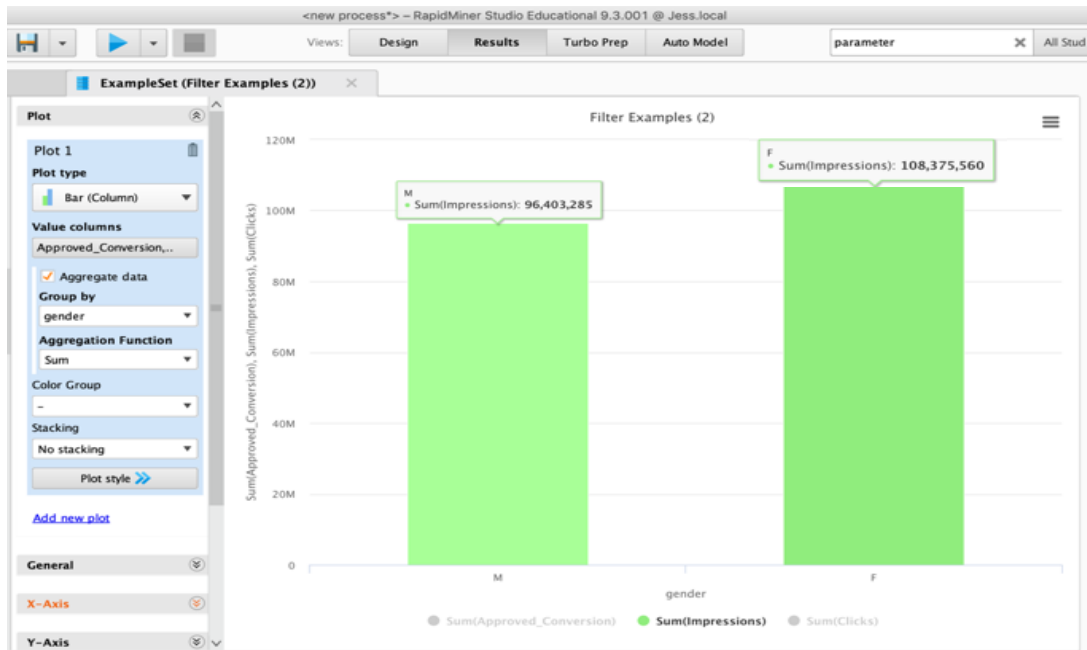 <new process*> – RapidMiner Studio Educational 9.3.001 @ Jess.local
Views: Design Results Turbo Prep Auto Model parameter All Stud
ExampleSet (Filter Examples (2))
Plot
Plot 1
Plot type
Bar (Column)
Value columns
Approved_Conversion,..
Aggregate data
Group by
gender
Aggregation Function
Sum
Color Group
–
Stacking
No stacking
Plot style
Add new plot
General
X-Axis
Y-Axis
Filter Examples (2)
Sum(Approved_Conversion), Sum(Impressions), Sum(Clicks)
120M
100M
80M
60M
40M
20M
0
M
Sum(Impressions): 96,403,285
F
Sum(Impressions): 108,375,560
M F
gender
Sum(Approved_Conversion) Sum(Impressions) Sum(Clicks)